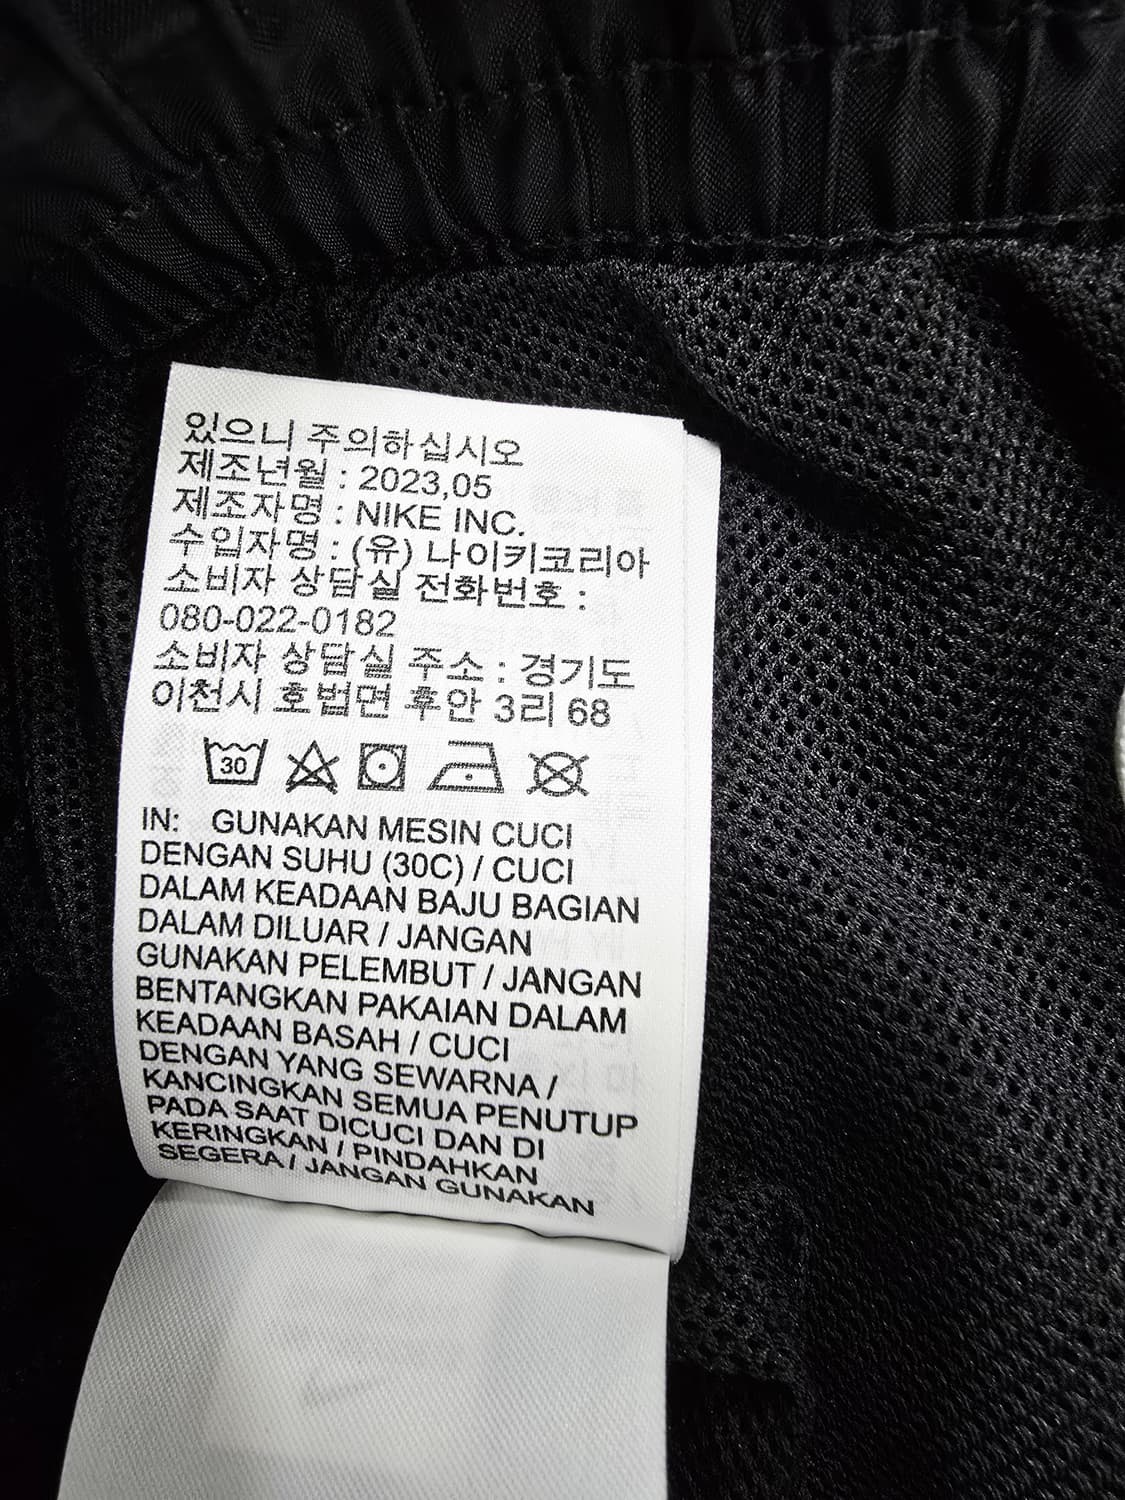 있으니 주의하십시오
제조년월 : 2023,05
제조자명 : NIKE INC.
수입자명 : (유) 나이키코리아
소비자 상담실 전화번호 :
080-022-0182
소비자 상담실 주소 : 경기도
이천시 호법면 후안 3리 68
30
IN: GUNAKAN MESIN CUCI
DENGAN SUHU (30C) / CUCI
DALAM KEADAAN BAJU BAGIAN
DALAM DILUAR / JANGAN
GUNAKAN PELEMBUT / JANGAN
BENTANGKAN PAKAIAN DALAM
KEADAAN BASAH / CUCI
DENGAN YANG SEWARNA /
KANCINGKAN SEMUA PENUTUP
PADA SAAT DICUCI DAN DI
KERINGKAN / PINDAHKAN
SEGERA / JANGAN GUNAKAN